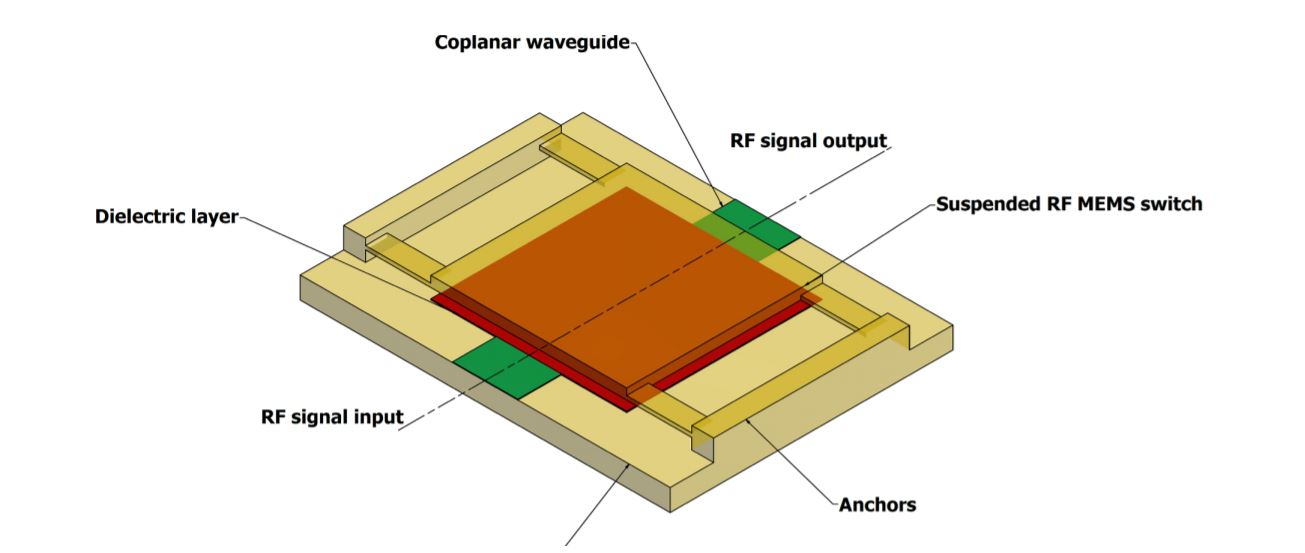 Coplanar waveguide
RF signal output
Suspended RF MEMS switch
Dielectric layer
RF signal input
Anchors